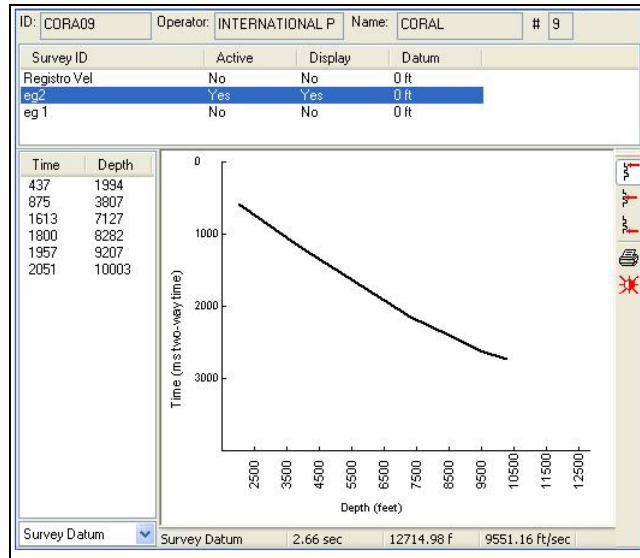 ID: CORA09 Operator: INTERNATIONAL P Name: CORAL # 9
Survey ID Active Display Datum
Registro Vel No No 0 ft
eg2 Yes Yes 0 ft
eg 1 No No 0 ft
Time Depth
437 1994
875 3807
1613 7127
1800 8282
1957 9207
2051 10003
0
1000
2000
3000
Time (ms two-way time)
2500 3500 4500 5500 6500 7500 8500 9500 10500 11500 12500
Depth (feet)
Survey Datum
Survey Datum 2.66 sec 12714.98 f 9551.16 ft/sec